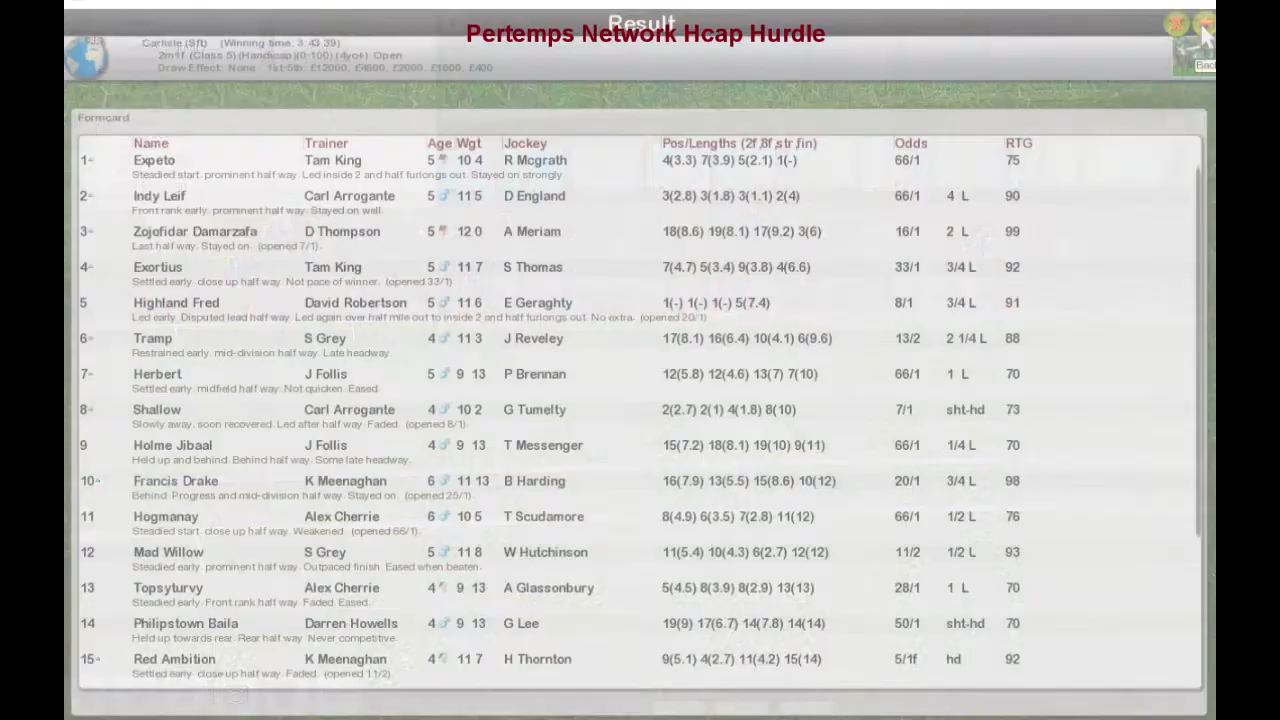 Result
Pertemps Network Hcap Hurdle
Carlisle (Sft) (Winning time: 3:43.39)
2m1f (Class 5) (Handicap)(0-100) (4yo+) Open
Draw Effect: None 1st-5th: £12000, £4600, £2000, £1000, £400
Formcard
Name Trainer Age Wgt Jockey Pos/Lengths (2f,8f,str,fin) Odds RTG
1 Expeto Tam King 5 10 4 R Mcgrath 4(3.3) 7(3.9) 5(2.1) 1(-) 66/1 75
Steadied start. prominent half way. Led inside 2 and half furlongs out. Stayed on strongly.
2 Indy Leif Carl Arrogante 5 11 5 D England 3(2.8) 3(1.8) 3(1.1) 2(4) 66/1 4 L 90
Front rank early. prominent half way. Stayed on well.
3 Zojofidar Damarzafa D Thompson 5 12 0 A Meriam 18(8.6) 19(8.1) 17(9.2) 3(6) 16/1 2 L 99
Last half way. Stayed on. (opened 7/1).
4 Exortius Tam King 5 11 7 S Thomas 7(4.7) 5(3.4) 9(3.8) 4(6.6) 33/1 3/4 L 92
Settled early. close up half way. Not pace of winner. (opened 33/1)
5 Highland Fred David Robertson 5 11 6 E Geraghty 1(-) 1(-) 1(-) 5(7.4) 8/1 3/4 L 91
Led early. Disputed lead half way. Led again over half mile out to inside 2 and half furlongs out. No extra. (opened 20/1)
6 Tramp S Grey 4 11 3 J Reveley 17(8.1) 16(6.4) 10(4.1) 6(9.6) 13/2 2 1/4 L 88
Restrained early. mid-division half way. Late headway.
7 Herbert J Follis 5 9 13 P Brennan 12(5.8) 12(4.6) 13(7) 7(10) 66/1 1 L 70
Settled early. midfield half way. Not quicken. Eased.
8 Shallow Carl Arrogante 4 10 2 G Tumelty 2(2.7) 2(1) 4(1.8) 8(10) 7/1 sht-hd 73
Slowly away, soon recovered. Led after half way. Faded. (opened 8/1).
9 Holme Jibaal J Follis 4 9 13 T Messenger 15(7.2) 18(8.1) 19(10) 9(11) 66/1 1/4 L 70
Held up and behind. Behind half way. Some late headway.
10 Francis Drake K Meenaghan 6 11 13 B Harding 16(7.9) 13(5.5) 15(8.6) 10(12) 20/1 3/4 L 98
Behind. Progress and mid-division half way. Stayed on. (opened 25/1)
11 Hogmanay Alex Cherrie 6 10 5 T Scudamore 8(4.9) 6(3.5) 7(2.8) 11(12) 66/1 1/2 L 76
Steadied start. close up half way. Weakened. (opened 66/1).
12 Mad Willow S Grey 5 11 8 W Hutchinson 11(5.4) 10(4.3) 6(2.7) 12(12) 11/2 1/2 L 93
Steadied early. prominent half way. Outpaced finish. Eased when beaten.
13 Topsyturvy Alex Cherrie 4 9 13 A Glassonbury 5(4.5) 8(3.9) 8(2.9) 13(13) 28/1 1 L 70
Steadied early. Front rank half way. Faded. Eased.
14 Philipstown Baila Darren Howells 4 9 13 G Lee 19(9) 17(6.7) 14(7.8) 14(14) 50/1 sht-hd 70
Held up towards rear. Rear half way. Never competitive.
15 Red Ambition K Meenaghan 4 11 7 H Thornton 9(5.1) 4(2.7) 11(4.2) 15(14) 5/1f hd 92
Settled early. close up half way. Faded. (opened 11/2)